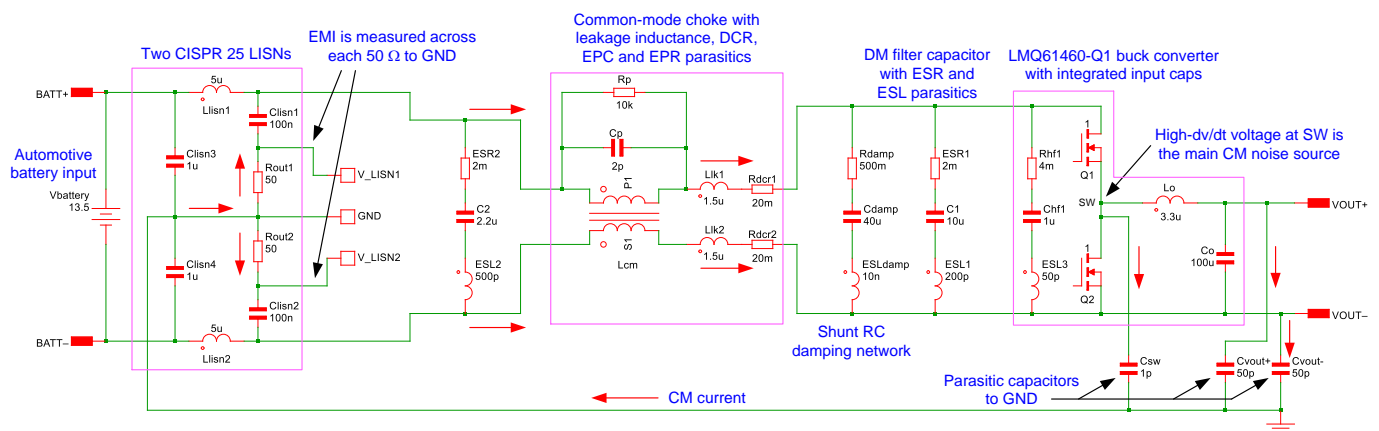 Two CISPR 25 LISNs
EMI is measured across
each 50 Ω to GND
Common-mode choke with
leakage inductance, DCR,
EPC and EPR parasitics
DM filter capacitor
with ESR and
ESL parasitics
LMQ61460-Q1 buck converter
with integrated input caps
High-dv/dt voltage at SW is
the main CM noise source
BATT+
5u
Llisn1
Clisn1
100n
Clisn3
1u
Rout1
50
V_LISN1
Automotive
battery input
Vbattery
13.5
GND
Rout2
50
V_LISN2
Clisn4
1u
Clisn2
100n
5u
Llisn2
BATT–
ESR2
2m
C2
2.2u
ESL2
500p
Rp
10k
Cp
2p
P1
S1
Lcm
Llk1
1.5u
Rdcr1
20m
Llk2
1.5u
Rdcr2
20m
Rdamp
500m
Cdamp
40u
ESLdamp
10n
ESR1
2m
C1
10u
ESL1
200p
Shunt RC
damping network
Rhf1
4m
Chf1
1u
ESL3
50p
1
Q1
SW
1
Q2
Lo
3.3u
Co
100u
VOUT+
VOUT–
Csw
1p
Cvout+
50p
Cvout-
50p
Parasitic capacitors
to GND
CM current